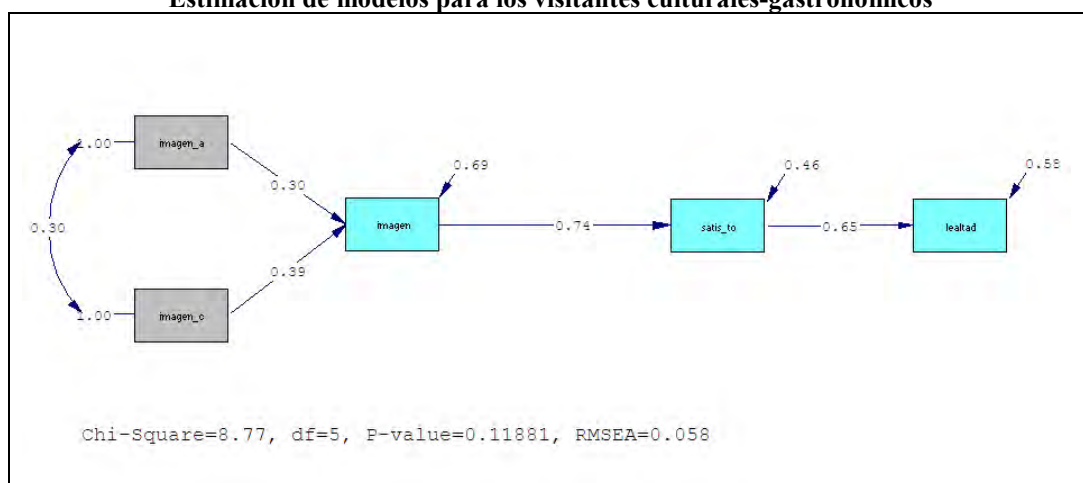 Estimación de modelos para los visitantes culturales-gastronómicos
1.00
imagen_a
0.30
0.69
0.46
0.58
0.30
imagen
0.74
satis_to
0.65
lealtad
0.39
1.00
imagen_c
Chi-Square=8.77, df=5, P-value=0.11881, RMSEA=0.058